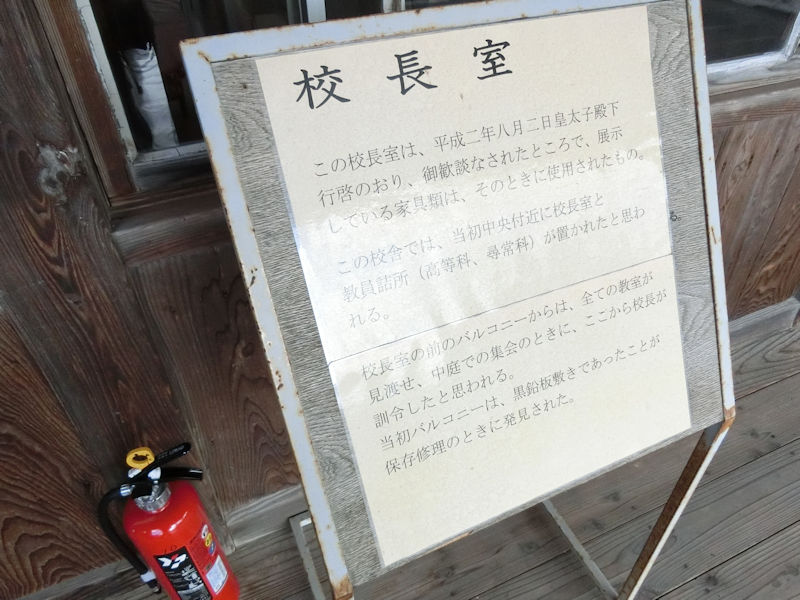 校長室
この校長室は、平成二年八月二日皇太子殿下
行啓のおり、御歓談なされたところで、展示
している家具類は、そのときに使用されたもの。
この校舎では、当初中央付近に校長室と
教員詰所（高等科、尋常科）が置かれたと思わ
れる。
る。
校長室の前のバルコニーからは、全ての教室が
見渡せ、中庭での集会のときに、ここから校長が
訓令したと思われる。
当初バルコニーは、黒鉛板敷きであったことが
保存修理のときに発見された。